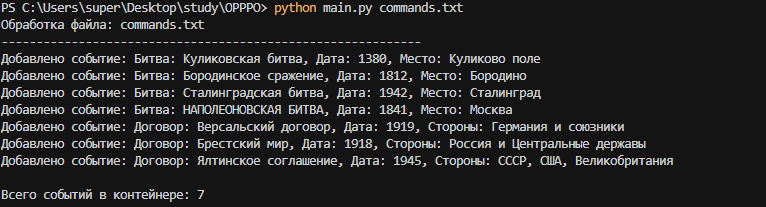 PS C:\Users\super\Desktop\study\OPPPO> python main.py commands.txt
Обработка файла: commands.txt
------------------------------------------------------------
Добавлено событие: Битва: Куликовская битва, Дата: 1380, Место: Куликово поле
Добавлено событие: Битва: Бородинское сражение, Дата: 1812, Место: Бородино
Добавлено событие: Битва: Сталинградская битва, Дата: 1942, Место: Сталинград
Добавлено событие: Битва: НАПОЛЕОНОВСКАЯ БИТВА, Дата: 1841, Место: Москва
Добавлено событие: Договор: Версальский договор, Дата: 1919, Стороны: Германия и союзники
Добавлено событие: Договор: Брестский мир, Дата: 1918, Стороны: Россия и Центральные державы
Добавлено событие: Договор: Ялтинское соглашение, Дата: 1945, Стороны: СССР, США, Великобритания
Всего событий в контейнере: 7